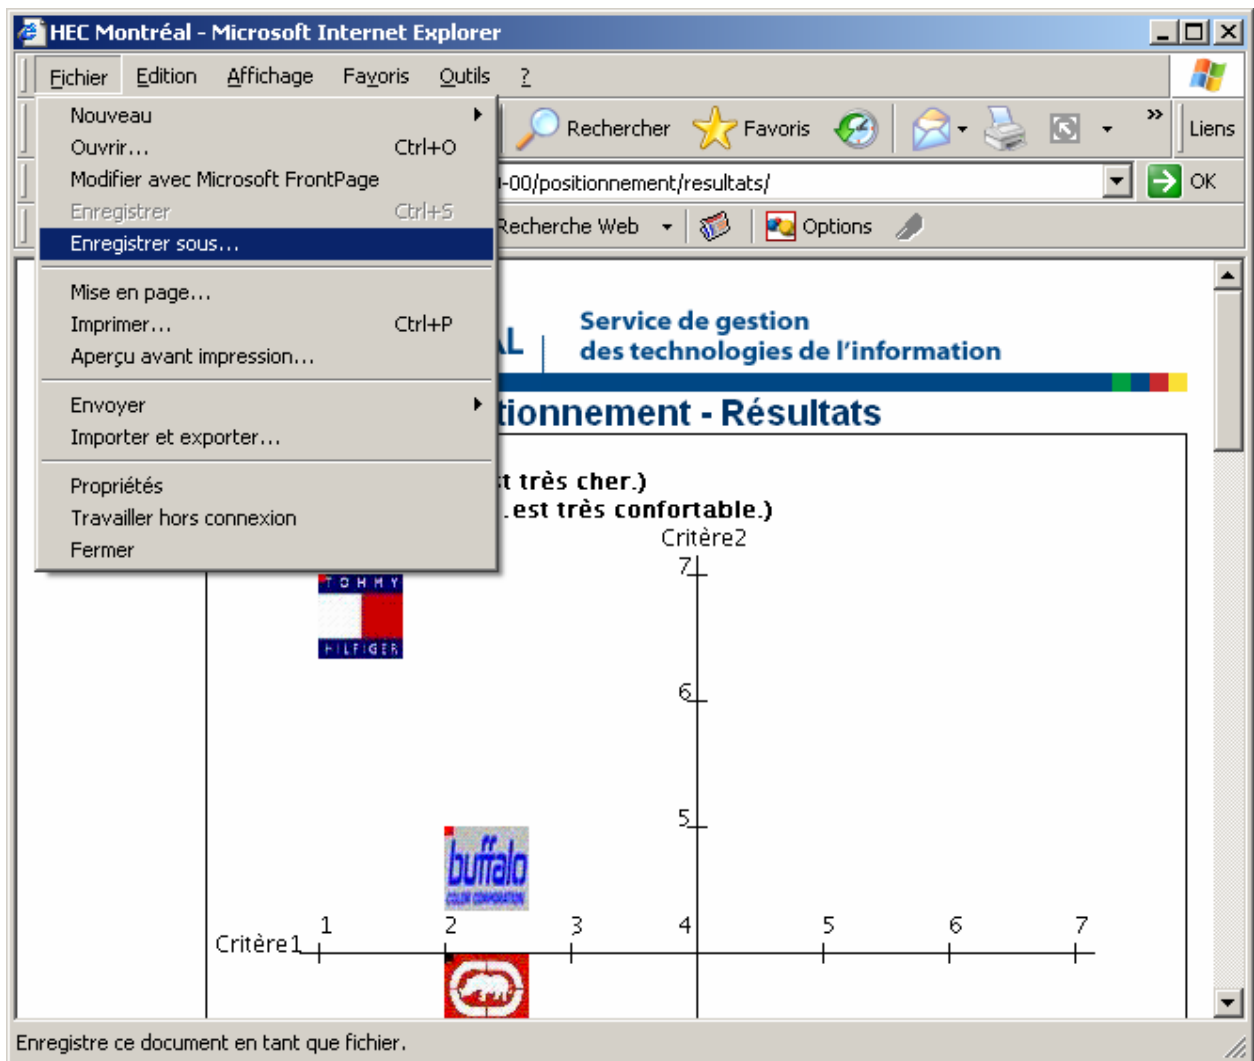 HEC Montréal - Microsoft Internet Explorer
Fichier Edition Affichage Favoris Outils ?
Nouveau
Ouvrir... Ctrl+O
Modifier avec Microsoft FrontPage
Enregistrer Ctrl+S
Enregistrer sous...
Mise en page...
Imprimer... Ctrl+P
Aperçu avant impression...
Envoyer
Importer et exporter...
Propriétés
Travailler hors connexion
Fermer
Rechercher Favoris » Liens
-00/positionnement/resultats/ OK
Recherche Web Options
Service de gestion
des technologies de l'information
tionnement - Résultats
t très cher.)
.est très confortable.)
Critère2
7
TOMMY
HILFIGER
6
5
buffalo
COLOR CORPORATION
1 2 3 4 5 6 7
Critère1
Enregistre ce document en tant que fichier.